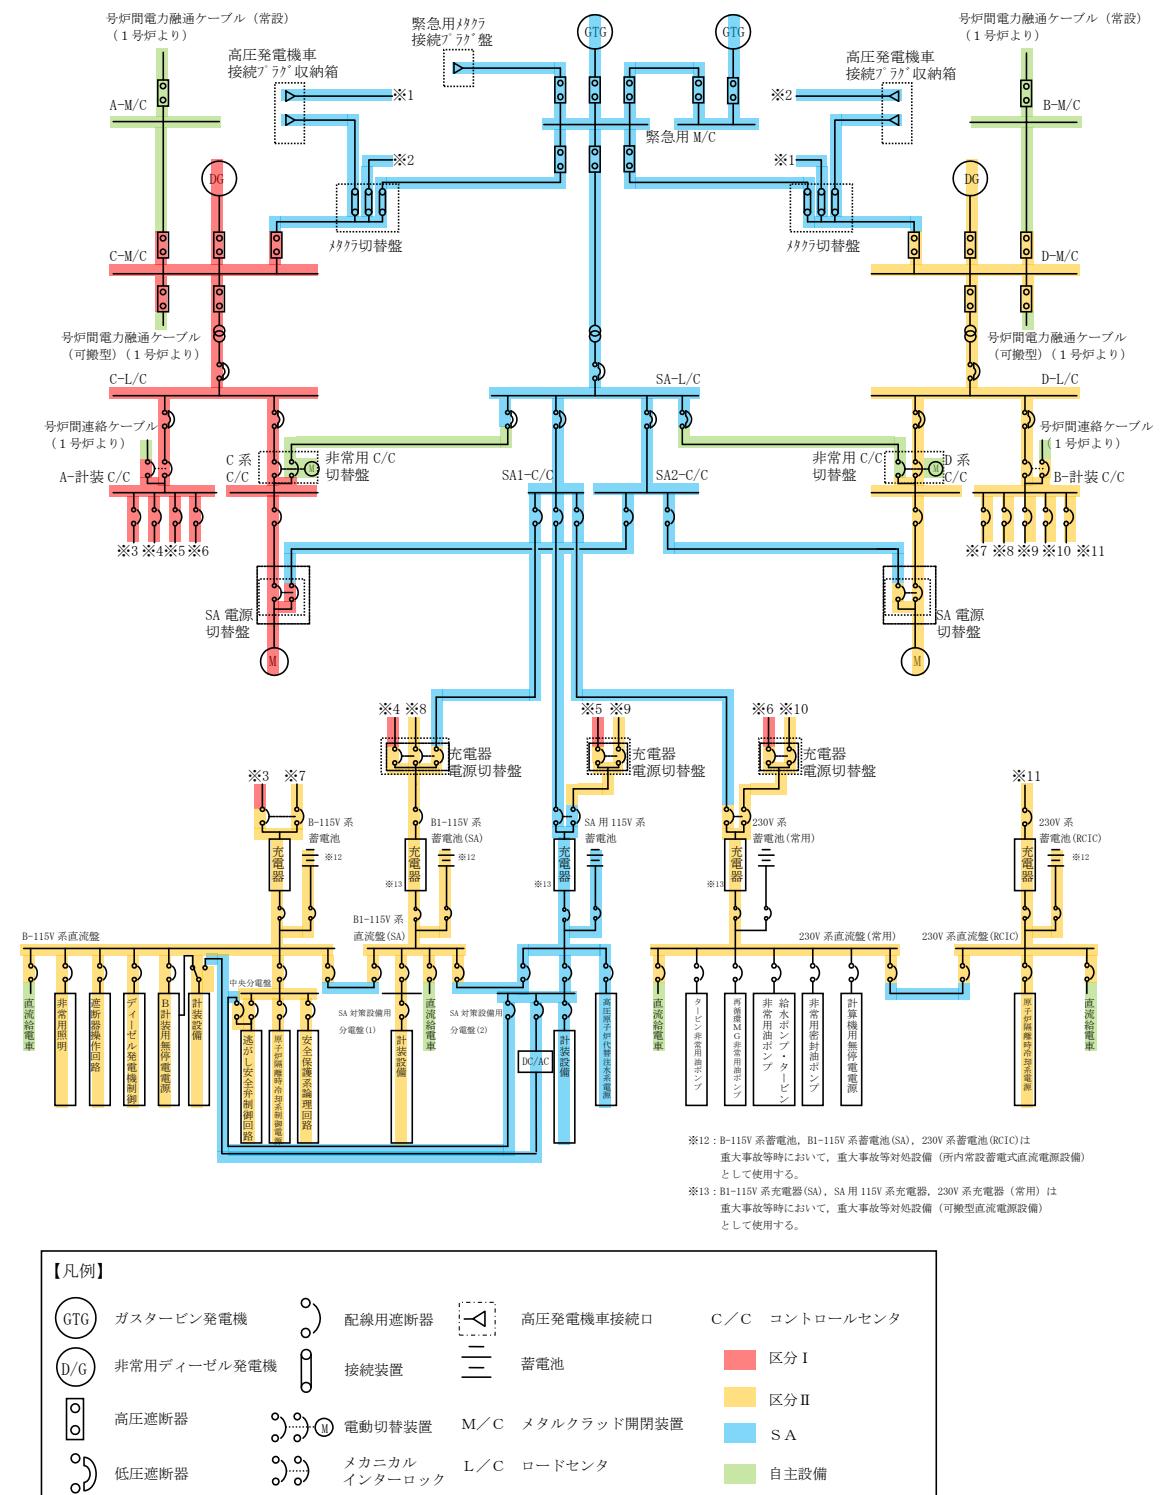 号炉間電力融通ケーブル（常設）
（１号炉より）
緊急用ﾒﾀｸﾗ
接続ﾌﾟﾗｸﾞ盤
GTG
GTG
号炉間電力融通ケーブル（常設）
（１号炉より）
高圧発電機車
接続ﾌﾟﾗｸﾞ収納箱
高圧発電機車
接続ﾌﾟﾗｸﾞ収納箱
A-M/C
※1
※2
B-M/C
緊急用 M/C
※2
※1
DG
DG
ﾒﾀｸﾗ切替盤
ﾒﾀｸﾗ切替盤
C-M/C
D-M/C
号炉間電力融通ケーブル
（可搬型）（１号炉より）
号炉間電力融通ケーブル
（可搬型）（１号炉より）
C-L/C
SA-L/C
D-L/C
号炉間連絡ケーブル
（１号炉より）
号炉間連絡ケーブル
（１号炉より）
C 系
C/C
M
非常用 C/C
切替盤
非常用 C/C
切替盤
M
D 系
C/C
A-計装 C/C
SA1-C/C
SA2-C/C
B-計装 C/C
※3
※4
※5
※6
※7
※8
※9
※10
※11
SA 電源
切替盤
SA 電源
切替盤
M
M
※4
※8
※5
※9
※6
※10
充電器
電源切替盤
充電器
電源切替盤
充電器
電源切替盤
※3
※7
※11
B-115V 系
蓄電池
※12
B1-115V 系
蓄電池(SA)
※12
SA 用 115V 系
蓄電池
230V 系
蓄電池(常用)
230V 系
蓄電池(RCIC)
※12
充電器
充電器
充電器
充電器
充電器
※13
※13
※13
B1-115V 系
直流盤(SA)
B-115V 系直流盤
230V 系直流盤(常用)
230V 系直流盤(RCIC)
中央分電盤
SA 対策設備用
分電盤(1)
SA 対策設備用
分電盤(2)
直流給電車
非常用照明
遮断器操作回路
ディーゼル発電機制御
Ｂ計装用無停電電源
計装設備
逃がし安全弁制御回路
原子炉隔離時冷却系制御電源
安全保護系論理回路
計装設備
直流給電車
DC/AC
計装設備
高圧原子炉代替注水系電源
直流給電車
タービン非常用油ポンプ
再循環ＭＧ非常用油ポンプ
給水ポンプ・タービン
非常用油ポンプ
非常用密封油ポンプ
計算機用無停電電源
原子炉隔離時冷却系電源
直流給電車
※12：B-115V 系蓄電池，B1-115V 系蓄電池(SA)，230V 系蓄電池(RCIC)は
重大事故等時において，重大事故等対処設備（所内常設蓄電式直流電源設備）
として使用する。
※13：B1-115V 系充電器(SA)，SA 用 115V 系充電器，230V 系充電器（常用）は
重大事故等時において，重大事故等対処設備（可搬型直流電源設備）
として使用する。
【凡例】
GTG
ガスタービン発電機
配線用遮断器
高圧発電機車接続口
Ｃ／Ｃ　コントロールセンタ
D/G
非常用ディーゼル発電機
接続装置
蓄電池
区分Ⅰ
高圧遮断器
M
電動切替装置
Ｍ／Ｃ　メタルクラッド開閉装置
区分Ⅱ
ＳＡ
低圧遮断器
メカニカル
インターロック
Ｌ／Ｃ　ロードセンタ
自主設備